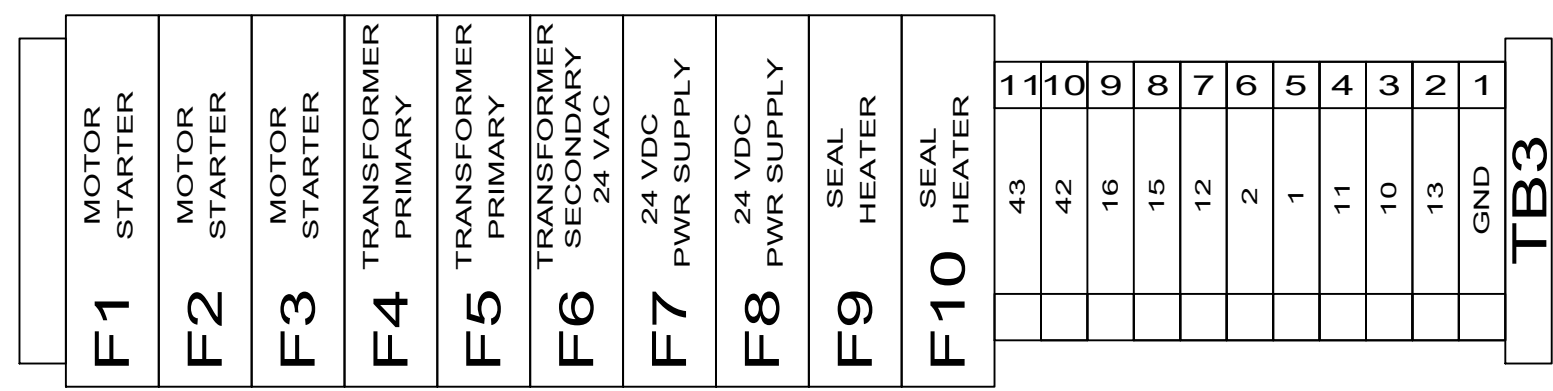 F1
MOTOR
STARTER
F2
MOTOR
STARTER
F3
MOTOR
STARTER
F4
TRANSFORMER
PRIMARY
F5
TRANSFORMER
PRIMARY
F6
TRANSFORMER
SECONDARY
24 VAC
F7
24 VDC
PWR SUPPLY
F8
24 VDC
PWR SUPPLY
F9
SEAL
HEATER
F10
SEAL
HEATER
11 10 9 8 7 6 5 4 3 2 1
43
42
16
15
12
2
1
11
10
13
GND
TB3